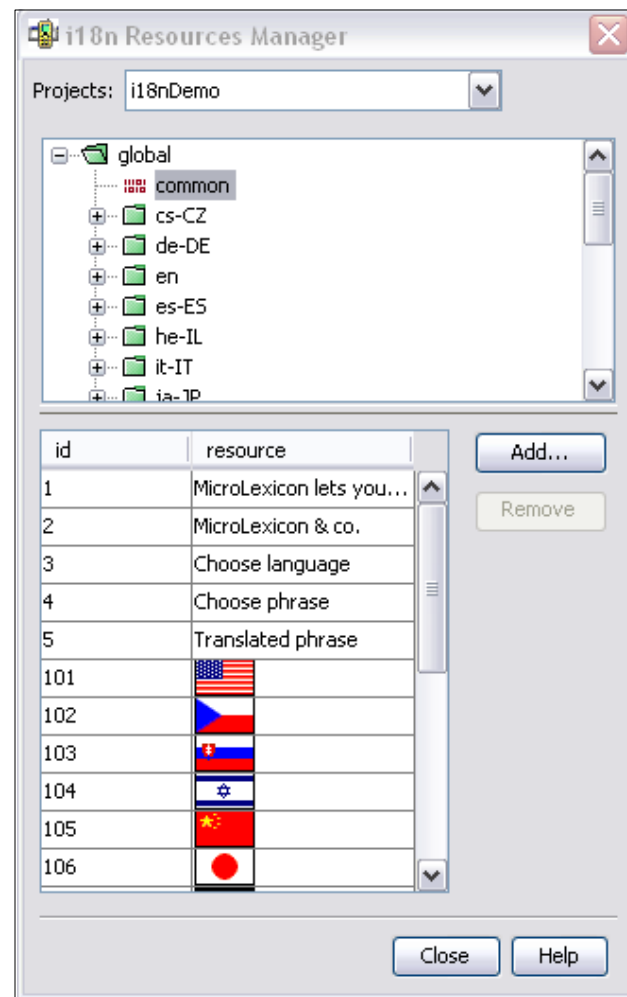 i18n Resources Manager
Projects: i18nDemo
global
common
cs-CZ
de-DE
en
es-ES
he-IL
it-IT
ja-JP
id resource
Add...
1 MicroLexicon lets you...
Remove
2 MicroLexicon & co.
3 Choose language
4 Choose phrase
5 Translated phrase
101
102
103
104
105
106
Close Help